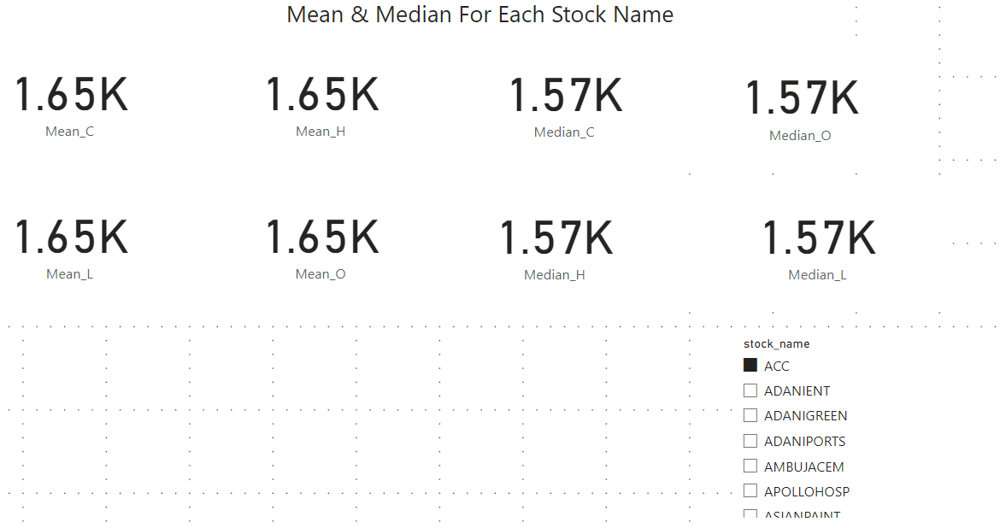 Mean & Median For Each Stock Name
1.65K
Mean_C
1.65K
Mean_H
1.57K
Median_C
1.57K
Median_O
1.65K
Mean_L
1.65K
Mean_O
1.57K
Median_H
1.57K
Median_L
stock_name
ACC
ADANIENT
ADANIGREEN
ADANIPORTS
AMBUJACEM
APOLLOHOSP
ASIANPAINT